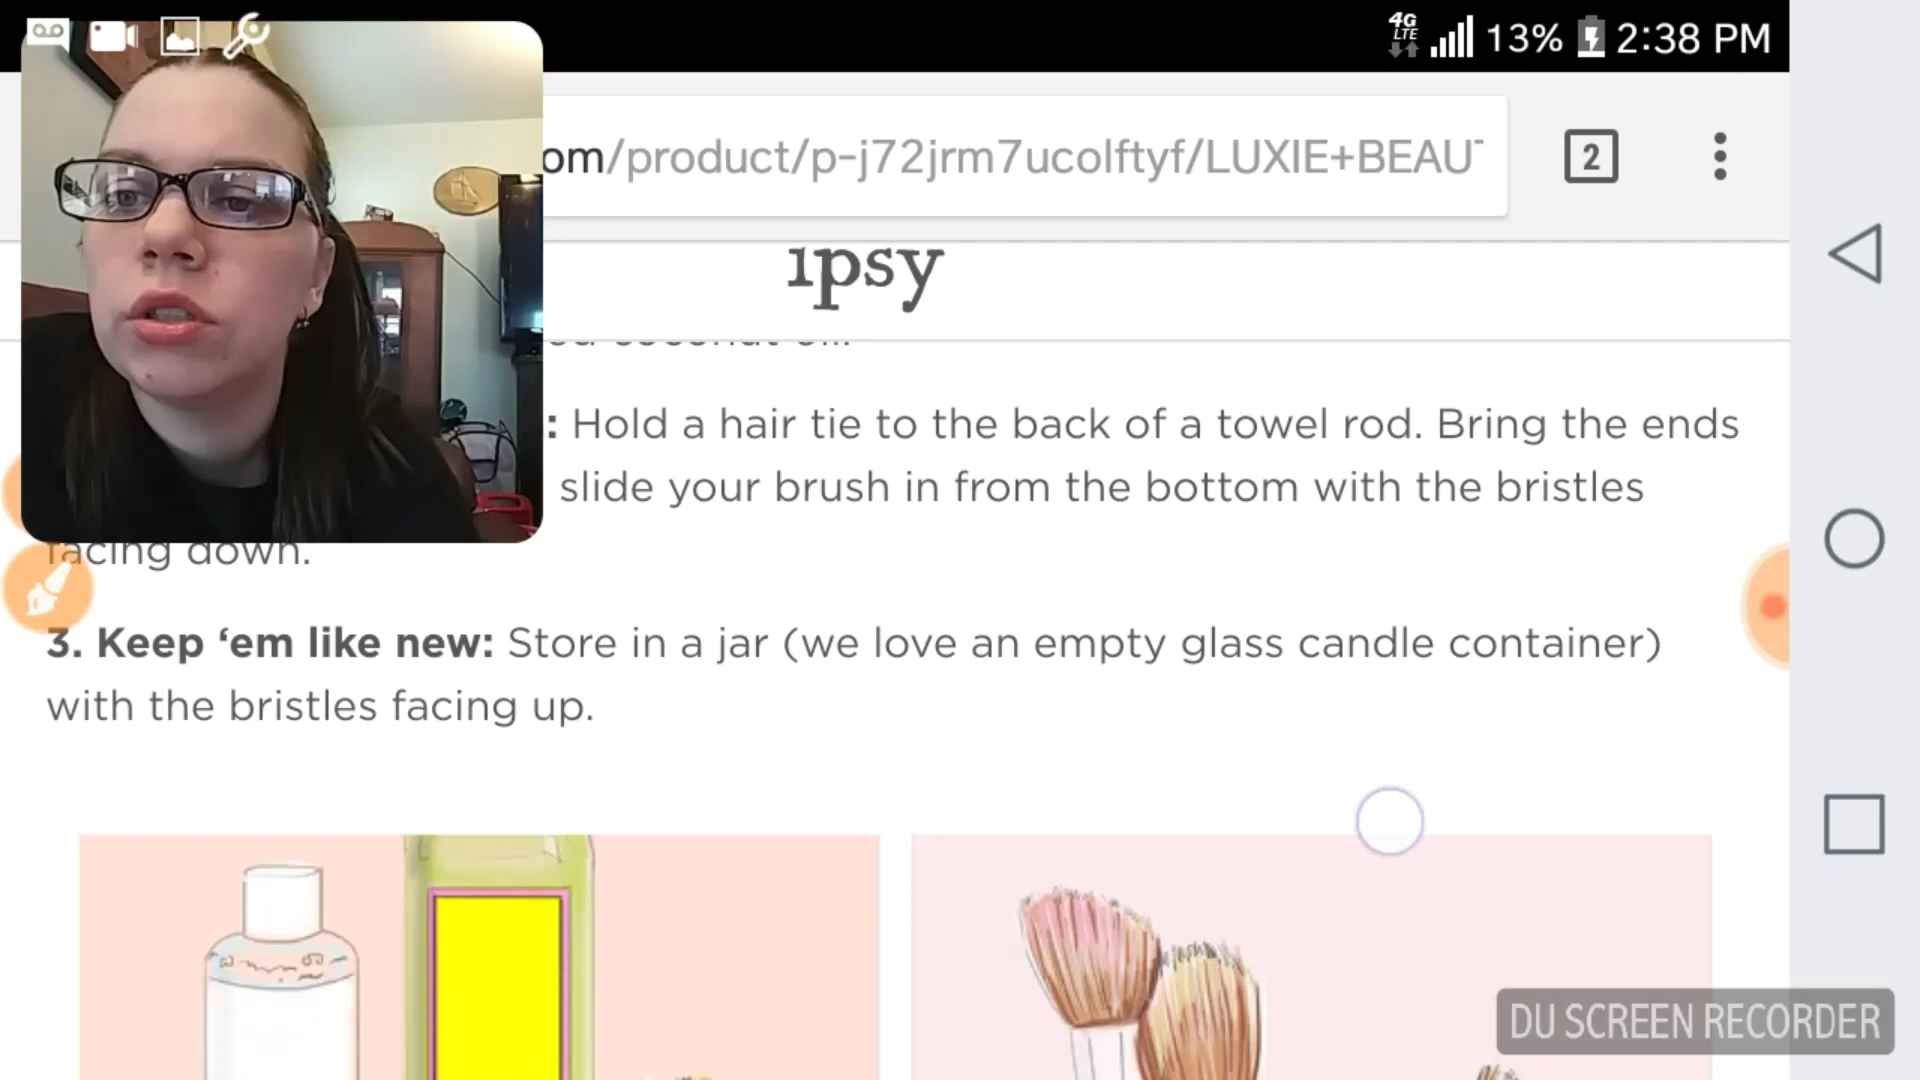 4G
LTE
13%
2:38 PM
om/product/p-j72jrm7ucolftyf/LUXIE+BEAU
2
ipsy
coconut
: Hold a hair tie to the back of a towel rod. Bring the ends
slide your brush in from the bottom with the bristles
facing down.
3. Keep ‘em like new: Store in a jar (we love an empty glass candle container)
with the bristles facing up.
DU SCREEN RECORDER